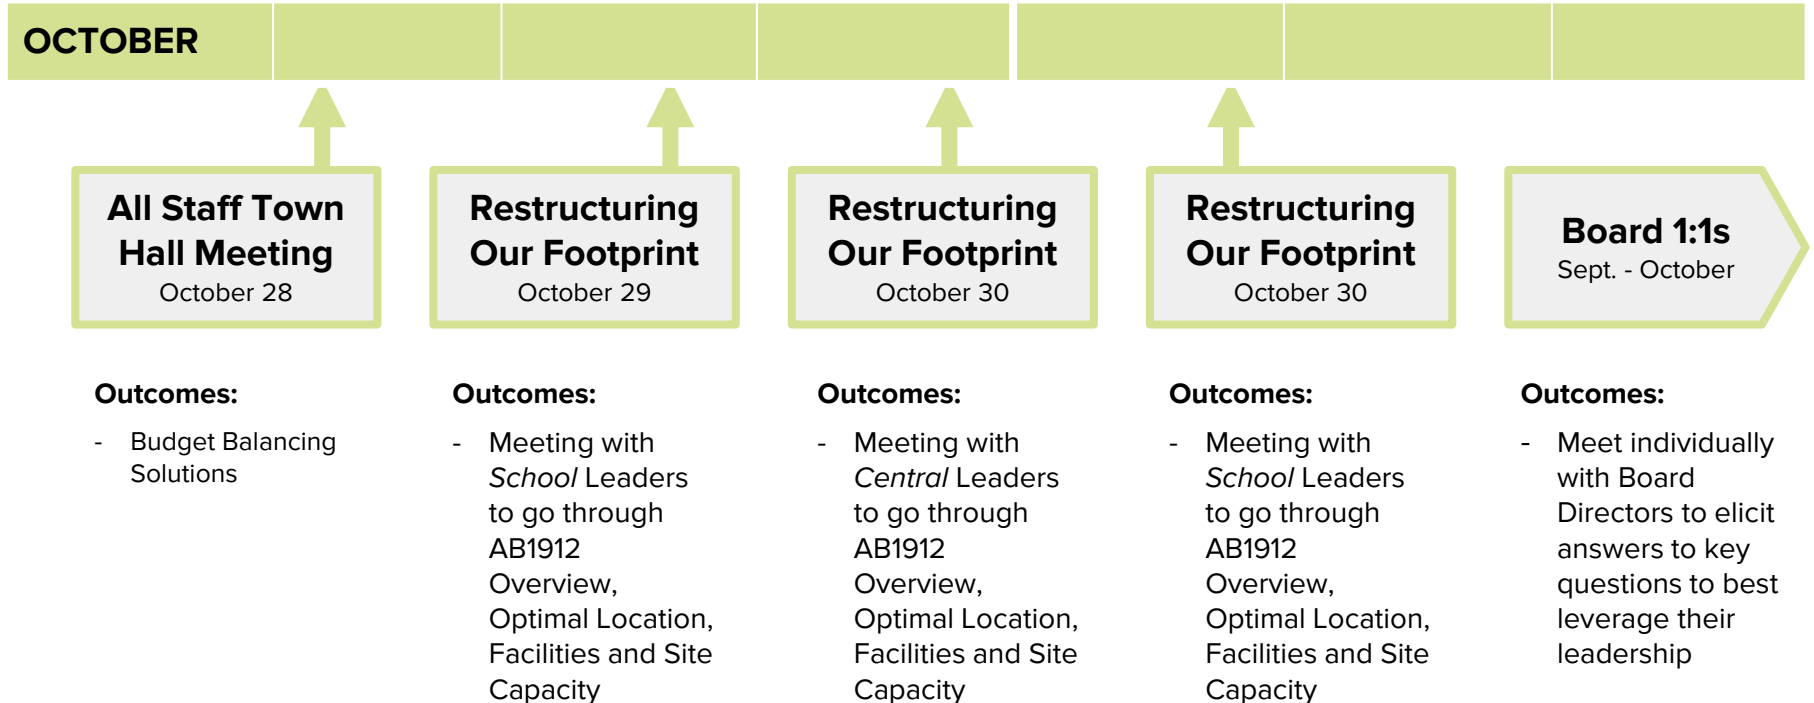 OCTOBER
All Staff Town
Hall Meeting
October 28
Restructuring
Our Footprint
October 29
Restructuring
Our Footprint
October 30
Restructuring
Our Footprint
October 30
Board 1:1s
Sept. - October
Outcomes:
- Budget Balancing
Solutions
Outcomes:
- Meeting with
School Leaders
to go through
AB1912
Overview,
Optimal Location,
Facilities and Site
Capacity
Outcomes:
- Meeting with
Central Leaders
to go through
AB1912
Overview,
Optimal Location,
Facilities and Site
Capacity
Outcomes:
- Meeting with
School Leaders
to go through
AB1912
Overview,
Optimal Location,
Facilities and Site
Capacity
Outcomes:
- Meet individually
with Board
Directors to elicit
answers to key
questions to best
leverage their
leadership